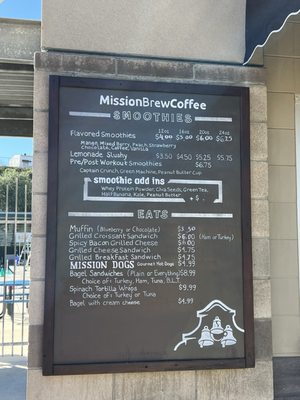 MissionBrewCoffee
SMOOTHIES
12oz 16oz 20oz 24oz
Flavored Smoothies $4.00 $5.00 $6.00 $6.75
Mango, Mixed Berry, Peach, Strawberry
Chocolate, Coffee, Vanilla
Lemonade Slushy $3.50 $4.50 $5.25 $5.75
Pre/Post Workout Smoothies $6.75
Captain Crunch, Green Machine, Peanut Butter Cup
smoothie add ins
Whey Protein Powder, Chia Seeds, Green Tea,
Half Banana, Kale, Peanut Butter
EATS
Muffin (Blueberry or Chocolate) $3.50
Grilled Croissant Sandwich $6.00 (Ham or Turkey)
Spicy Bacon Grilled Cheese $6.00
Grilled Cheese Sandwich $4.75
Grilled Breakfast Sandwich $4.75
MISSION DOGS Gourmet Hot Dogs $4.99
Bagel Sandwiches (Plain or Everything) $8.99
Choice of: Turkey, Ham, Tuna, B.L.T.
Spinach Tortilla Wraps $9.99
Choice of: Turkey or Tuna
Bagel with cream cheese $4.99